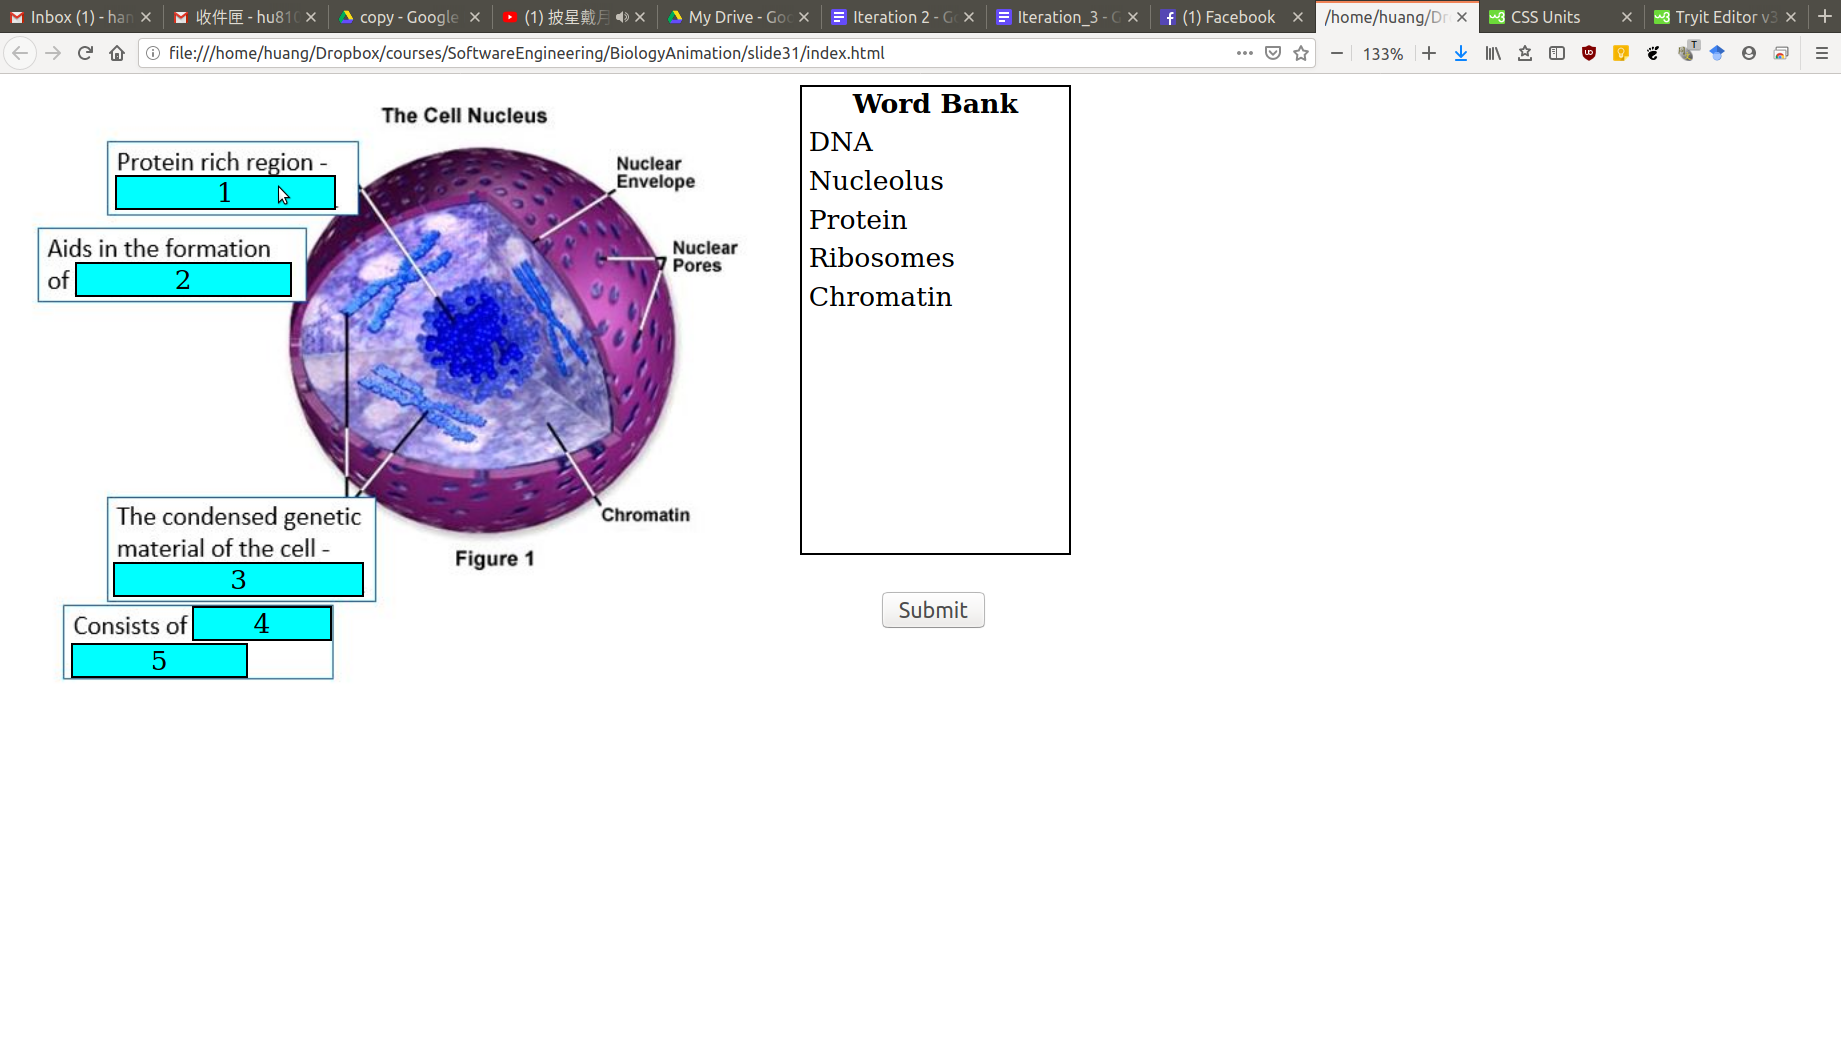 Inbox (1) - han
收件匣 - hu810
copy - Google
(1) 披星戴月
My Drive - Goo
Iteration 2 - G
Iteration_3 - G
(1) Facebook
/home/huang/Dr
CSS Units
Tryit Editor v3
file:///home/huang/Dropbox/courses/SoftwareEngineering/BiologyAnimation/slide31/index.html
133%
The Cell Nucleus
Protein rich region -
1
Aids in the formation
of 2
Nuclear
Envelope
Nuclear
Pores
The condensed genetic
material of the cell -
3
Consists of 4
5
Chromatin
Figure 1
Word Bank
DNA
Nucleolus
Protein
Ribosomes
Chromatin
Submit